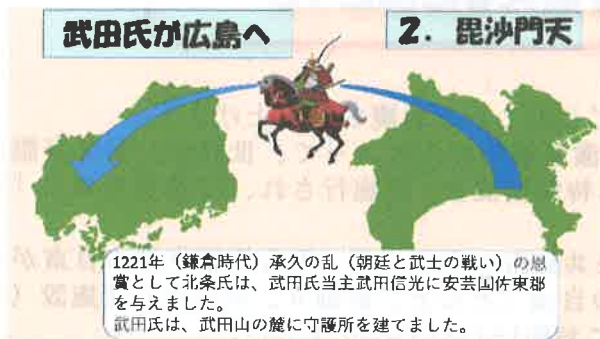 武田氏が広島へ
2. 毘沙門天
1221年（鎌倉時代）承久の乱（朝廷と武士の戦い）の恩
賞として北条氏は、武田氏当主武田信光に安芸国佐東郡
を与えました。
武田氏は、武田山の麓に守護所を建てました。